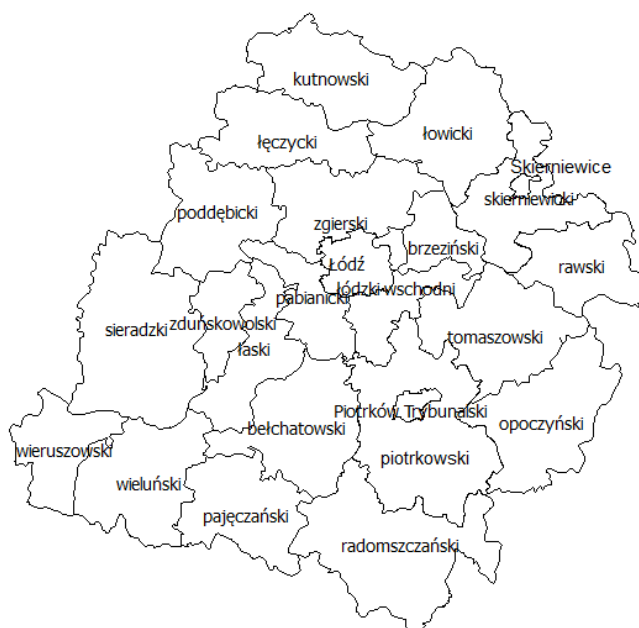 kutnowski
łęczycki
łowicki
Skierniewice
skierniewicki
poddębicki
zgierski
brzeziński
Łódź
rawski
łódzki wschodni
pabianicki
zduńskowolski
sieradzki
łaski
tomaszowski
Piotrków Trybunalski
opoczyński
bełchatowski
wieruszowski
piotrkowski
wieluński
pajęczański
radomszczański